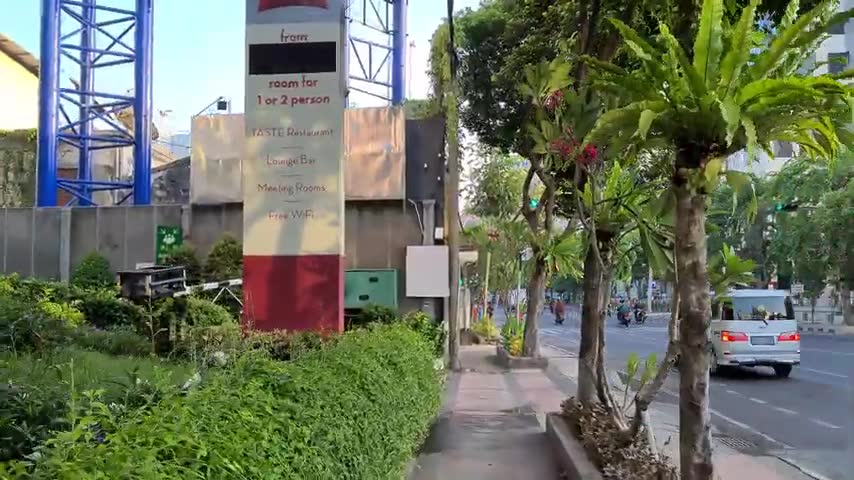 from
room for
1 or 2 person
TASTE Restaurant
Lounge Bar
Meeting Rooms
Free WiFi